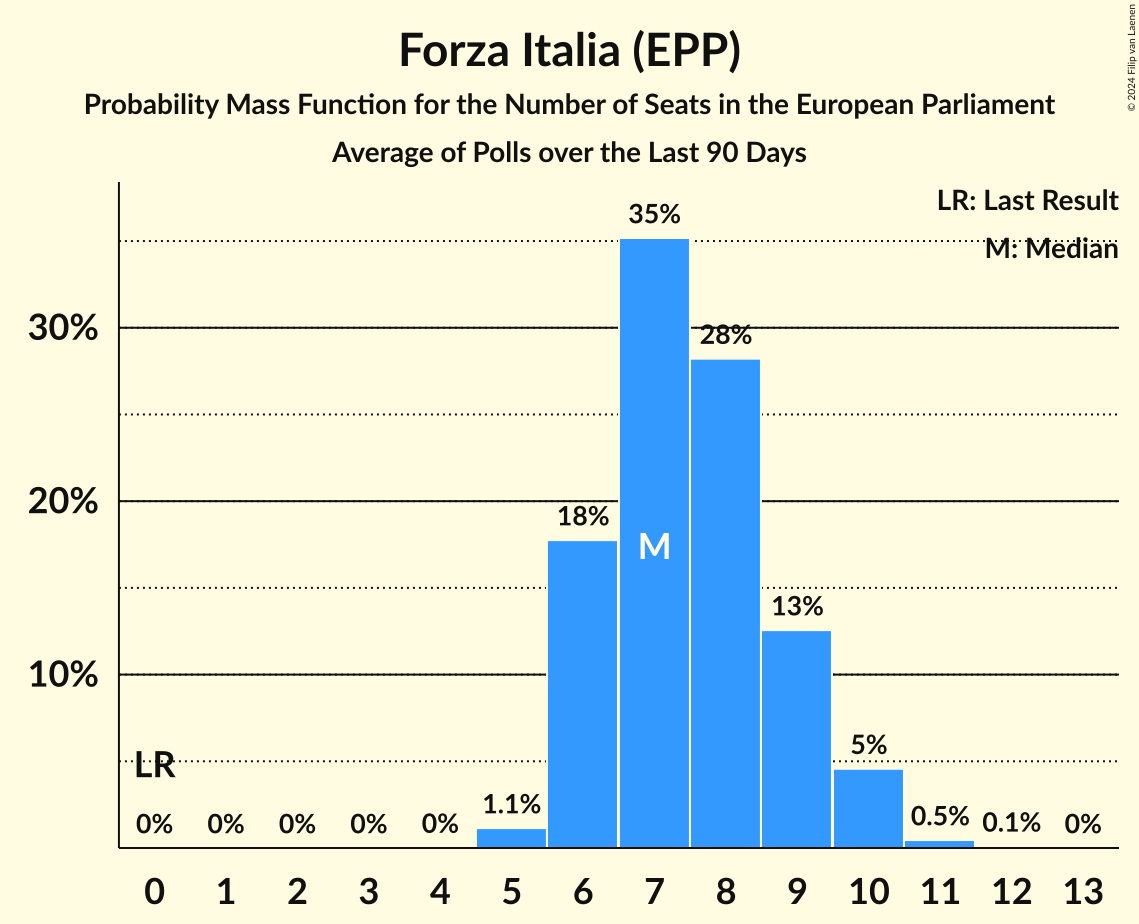 Forza Italia (EPP)
Probability Mass Function for the Number of Seats in the European Parliament
Average of Polls over the Last 90 Days
© 2024 Filip van Laenen
LR: Last Result
M: Median
35%
30%
28%
20%
18%
M
13%
10%
5%
LR
1.1%
0.5%
0.1%
0%
0%
0%
0%
0%
0%
0 1 2 3 4 5 6 7 8 9 10 11 12 13